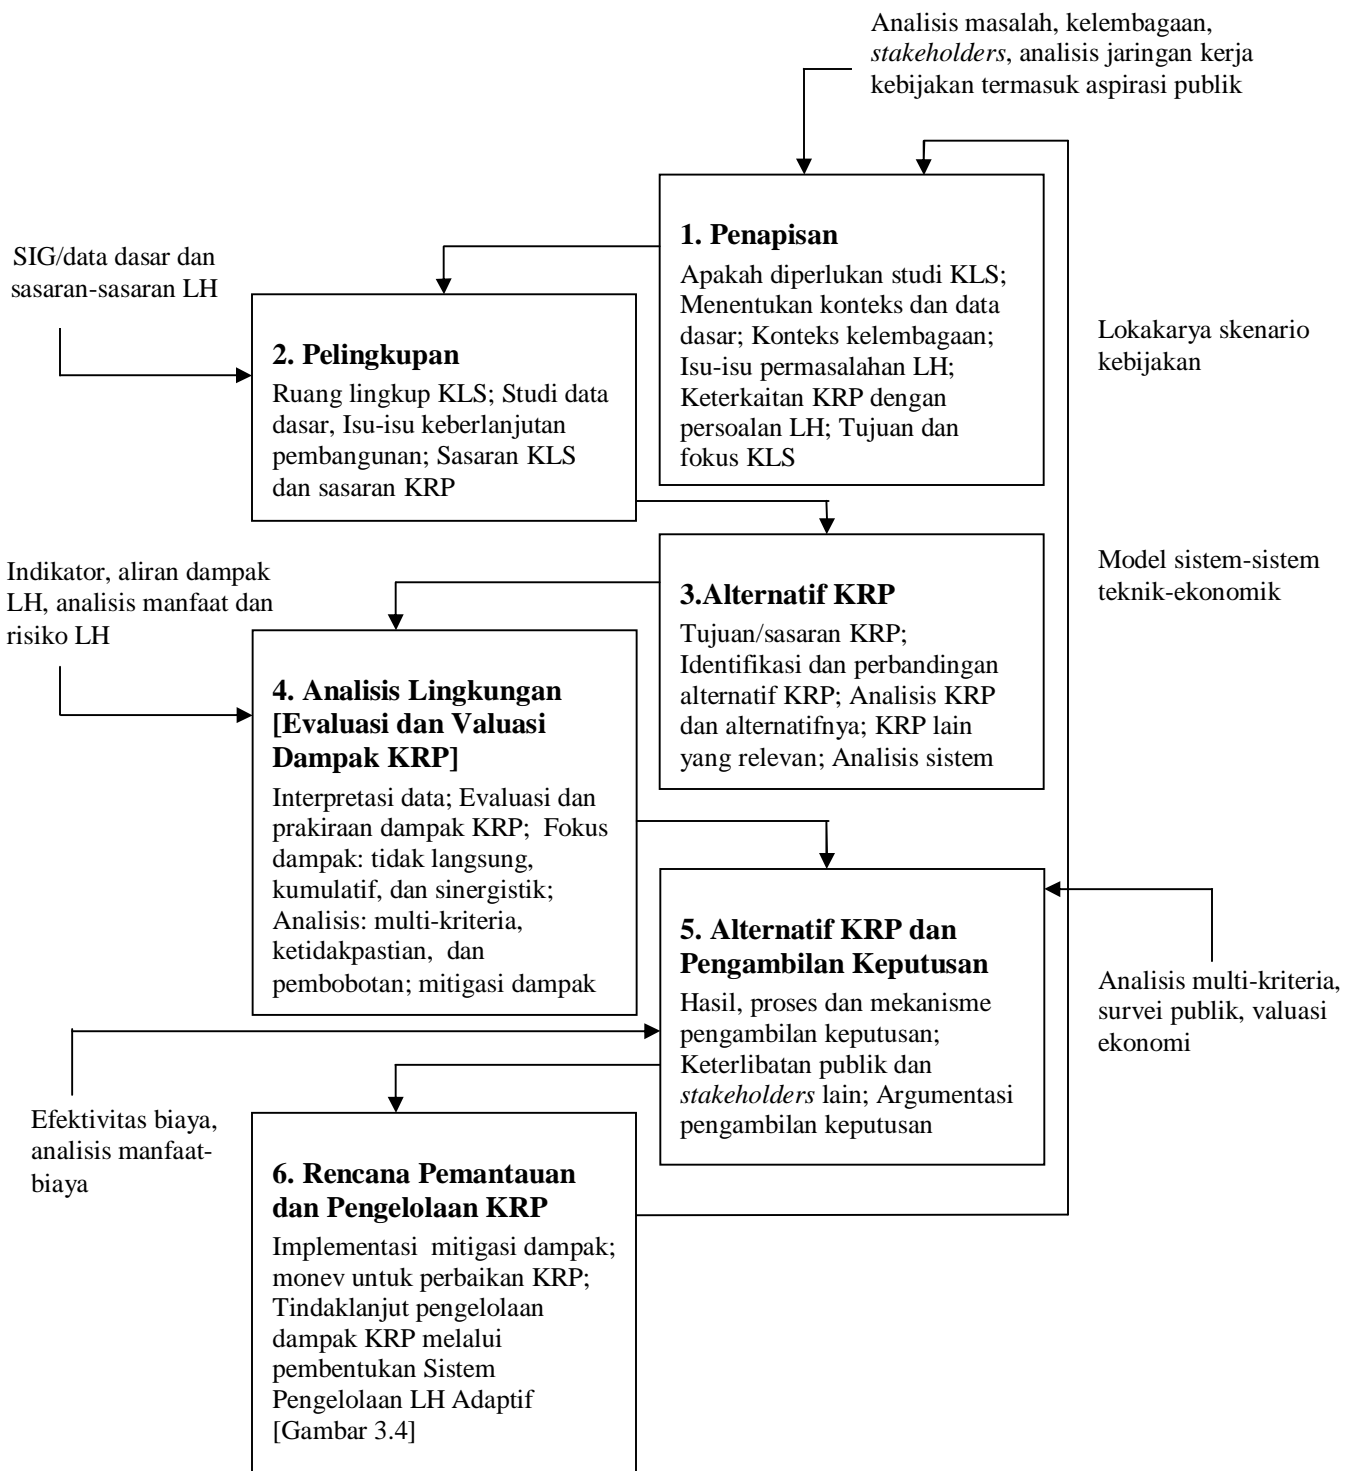 Analisis masalah, kelembagaan,
stakeholders, analisis jaringan kerja
kebijakan termasuk aspirasi publik
1. Penapisan
Apakah diperlukan studi KLS;
Menentukan konteks dan data
dasar; Konteks kelembagaan;
Isu-isu permasalahan LH;
Keterkaitan KRP dengan
persoalan LH; Tujuan dan
fokus KLS
SIG/data dasar dan
sasaran-sasaran LH
2. Pelingkupan
Ruang lingkup KLS; Studi data
dasar, Isu-isu keberlanjutan
pembangunan; Sasaran KLS
dan sasaran KRP
Lokakarya skenario
kebijakan
3.Alternatif KRP
Tujuan/sasaran KRP;
Identifikasi dan perbandingan
alternatif KRP; Analisis KRP
dan alternatifnya; KRP lain
yang relevan; Analisis sistem
Model sistem-sistem
teknik-ekonomik
Indikator, aliran dampak
LH, analisis manfaat dan
risiko LH
4. Analisis Lingkungan
[Evaluasi dan Valuasi
Dampak KRP]
Interpretasi data; Evaluasi dan
prakiraan dampak KRP; Fokus
dampak: tidak langsung,
kumulatif, dan sinergistik;
Analisis: multi-kriteria,
ketidakpastian, dan
pembobotan; mitigasi dampak
5. Alternatif KRP dan
Pengambilan Keputusan
Hasil, proses dan mekanisme
pengambilan keputusan;
Keterlibatan publik dan
stakeholders lain; Argumentasi
pengambilan keputusan
Analisis multi-kriteria,
survei publik, valuasi
ekonomi
Efektivitas biaya,
analisis manfaat-
biaya
6. Rencana Pemantauan
dan Pengelolaan KRP
Implementasi mitigasi dampak;
monev untuk perbaikan KRP;
Tindaklanjut pengelolaan
dampak KRP melalui
pembentukan Sistem
Pengelolaan LH Adaptif
[Gambar 3.4]